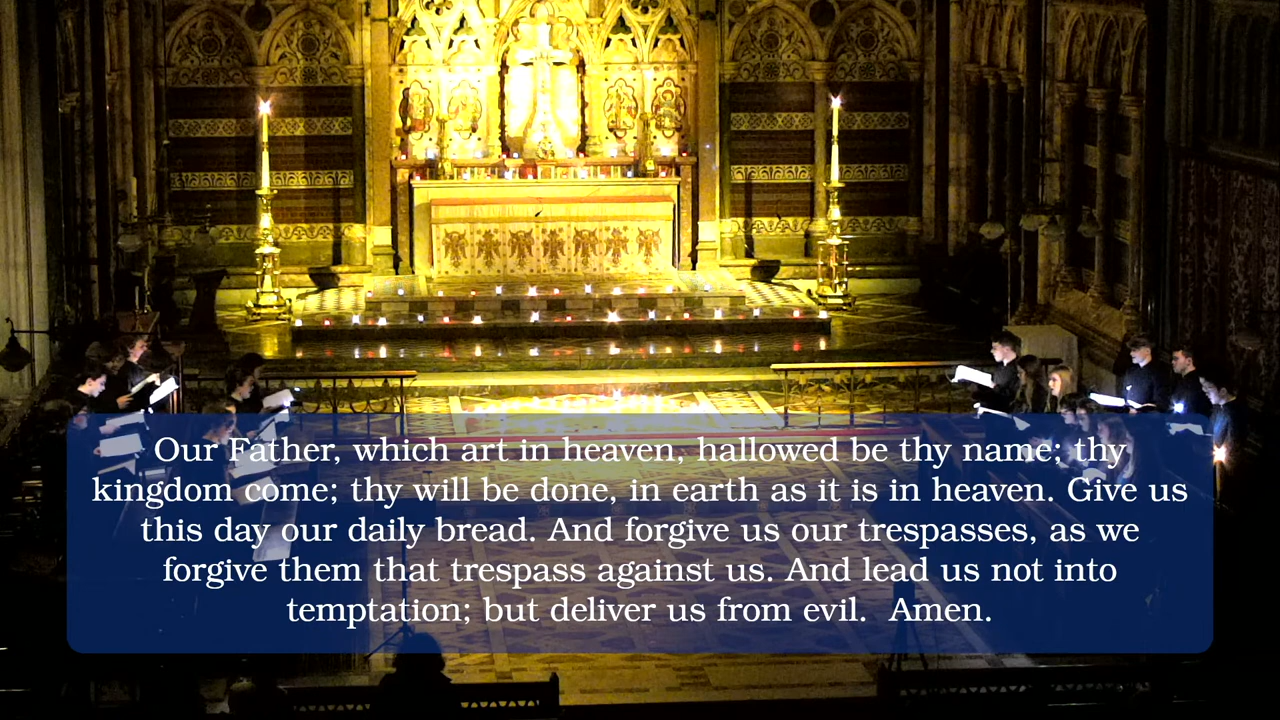 Our Father, which art in heaven, hallowed be thy name; thy
kingdom come; thy will be done, in earth as it is in heaven. Give us
this day our daily bread. And forgive us our trespasses, as we
forgive them that trespass against us. And lead us not into
temptation; but deliver us from evil.  Amen.